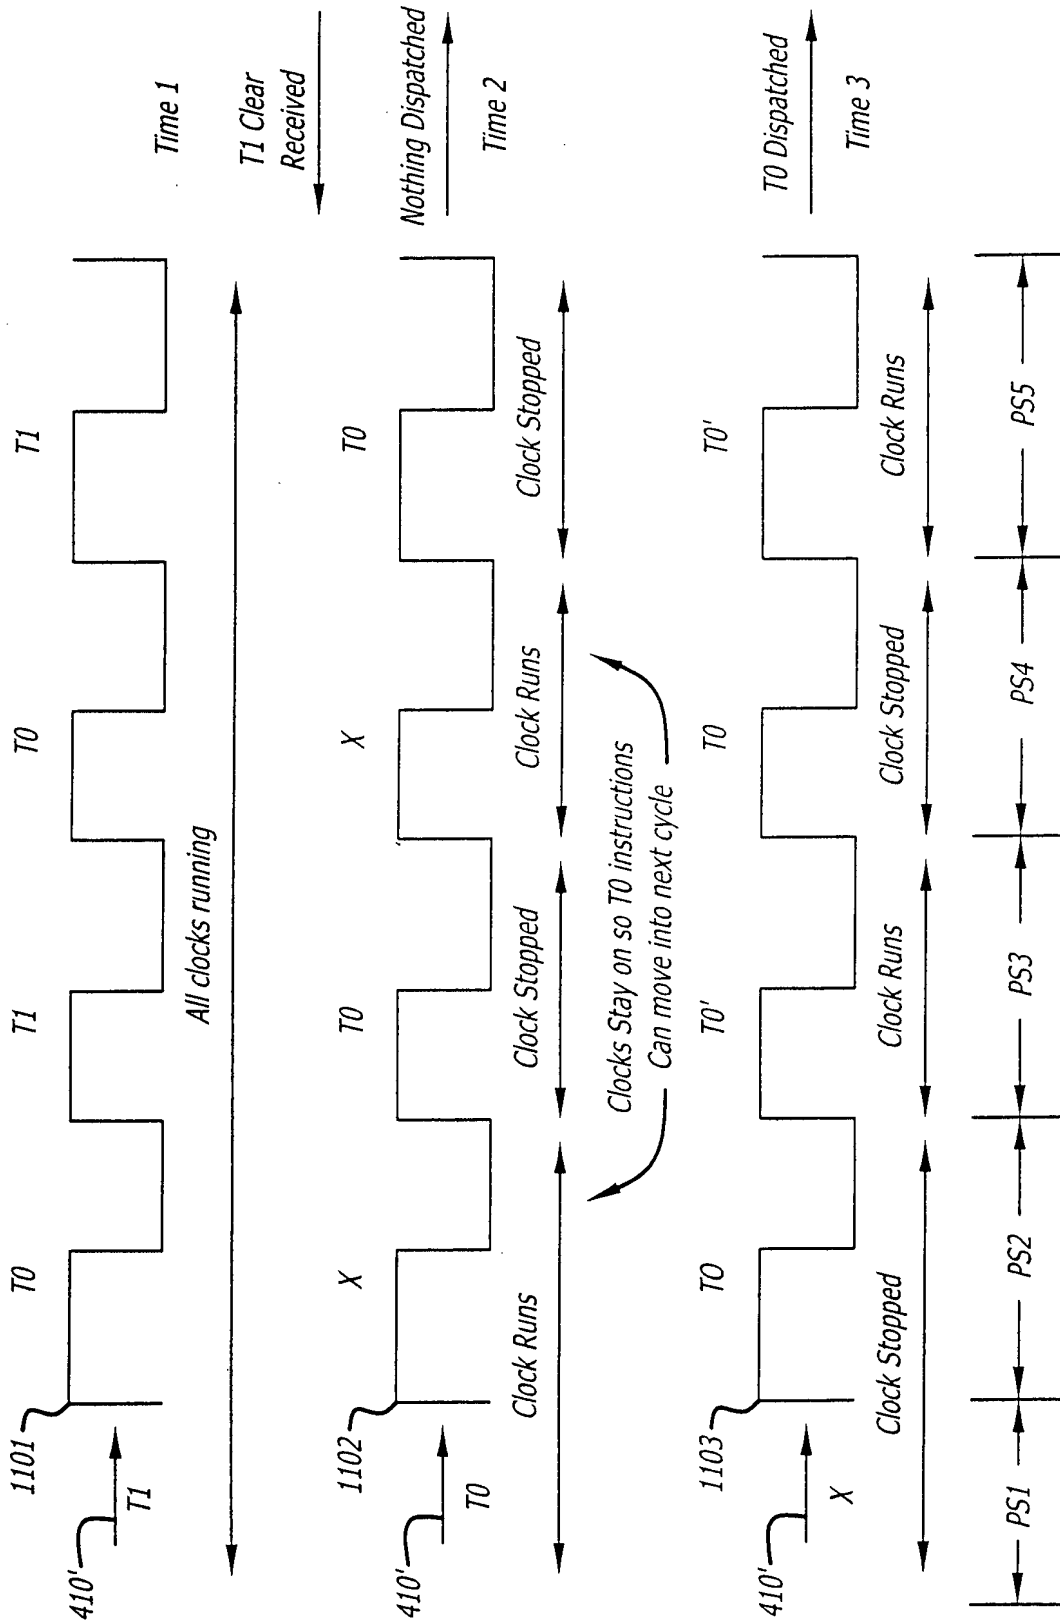 T0
T1
T0
T1
1101
410'
T1
All clocks running
Time 1
T1 Clear
Received
X
T0
X
T0
1102
410'
T0
Nothing Dispatched
Time 2
Clock Runs
Clock Stopped
Clock Runs
Clock Stopped
Clocks Stay on so T0 instructions
Can move into next cycle
TO
T0'
T0
T0'
1103
410'
X
T0 Dispatched
Time 3
Clock Stopped
Clock Runs
Clock Stopped
Clock Runs
PS1
PS2
PS3
PS4
PS5